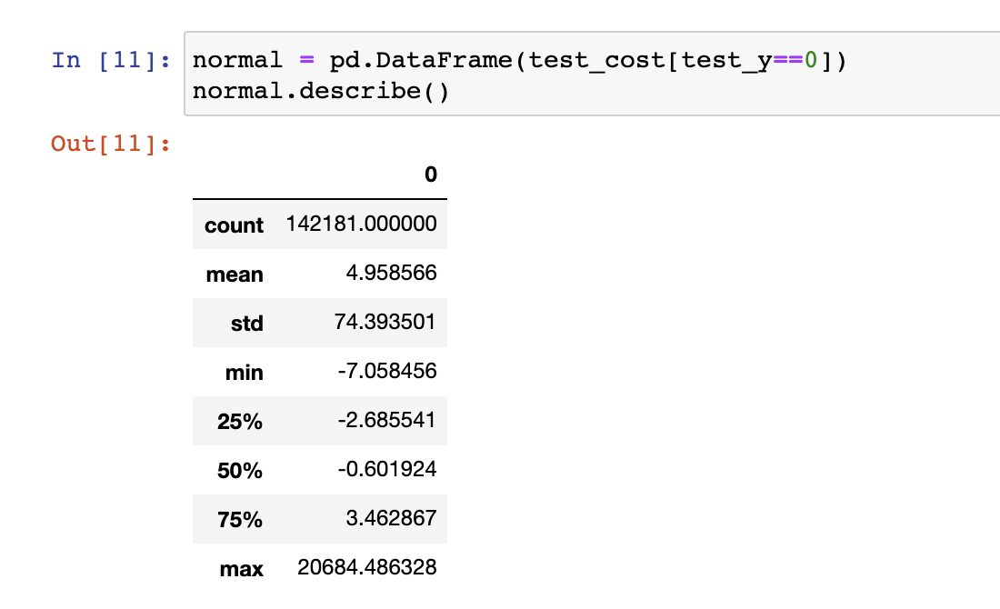 In [11]: normal = pd.DataFrame(test_cost[test_y==0])
normal.describe()
Out[11]:
0
count 142181.000000
mean 4.958566
std 74.393501
min -7.058456
25% -2.685541
50% -0.601924
75% 3.462867
max 20684.486328